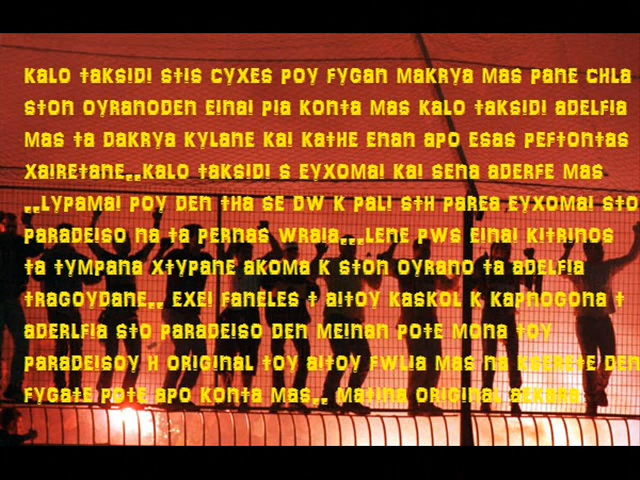 KALO TAKSIDI STIS CYXES POY FYGAN MAKRYA MAS PANE CHLA
STON OYRANODEN EINAI PIA KONTA MAS KALO TAKSIDI ADELFIA
MAS TA DAKRYA KYLANE KAI KATHE ENAN APO ESAS PEFTONTAS
XAIRETANE,,KALO TAKSIDI S EYXOMAI KAI SENA ADERFE MAS
,,LYPAMAI POY DEN THA SE DW K PALI STH PAREA EYXOMAI STO
PARADEISO NA TA PERNAS WRAIA,,,LENE PWS EINAI KITRINOS
TA TYMPANA XTYPANE AKOMA K STON OYRANO TA ADELFIA
TRAGOYDANE,, EXEI FANELES T AITOY KASKOL K KAPNOGONA T
ADERLFIA STO PARADEISO DEN MEINAN POTE MONA TOY
PARADEISOY H ORIGINAL TOY AITOY FWLIA MAS NA KSERETE DEN
FYGATE POTE APO KONTA MAS,, MATINA ORIGINAL AEKARA